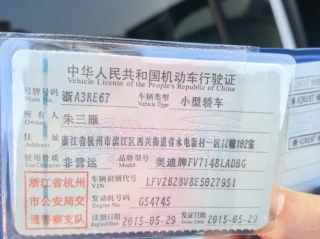 中华人民共和国机动车行驶证
Vehicle License of the People's Republic of China
号牌号码 浙A3KE67 车辆类型 小型轿车
Plate No. Vehicle Type
所有人 朱三雁
Owner
住址 浙江省杭州市滨江区西兴街道省水电新村一区12幢102室
Address
使用性质 非营运 品牌型号 奥迪牌FV7148LADBG
Use Character Model
浙江省杭州
市公安局交
通警察支队
车辆识别代号 LFV2B28V8E5027951
VIN
发动机号码 G54745
Engine No.
注册日期 2015-05-29 发证日期 2015-05-29
Register Date Issue Date